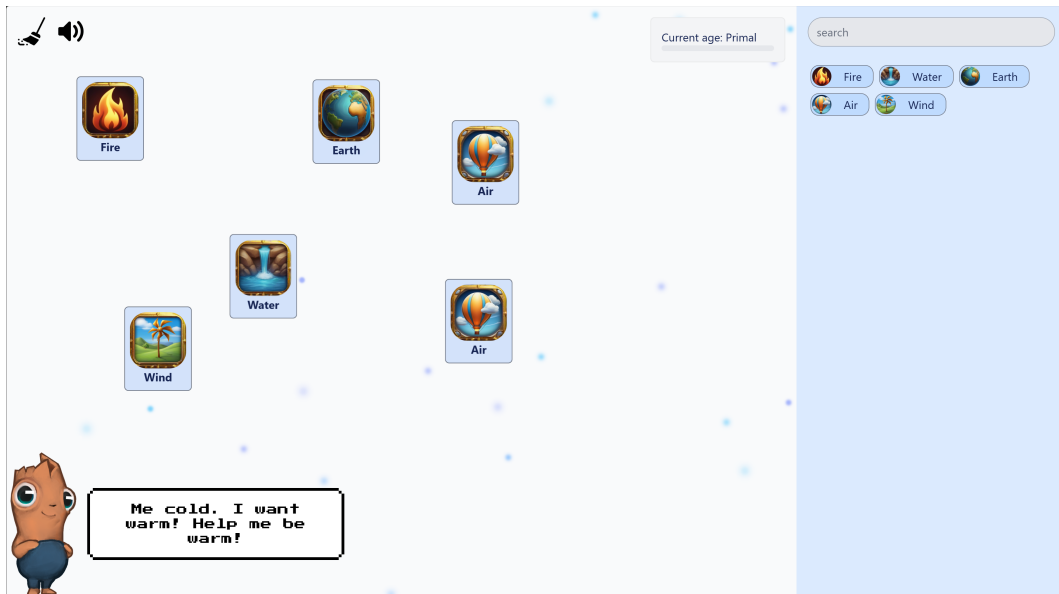 Current age: Primal
search
Fire
Water
Earth
Air
Wind
Fire
Earth
Air
Water
Air
Wind
Me cold. I want
warm! Help me be
warm!